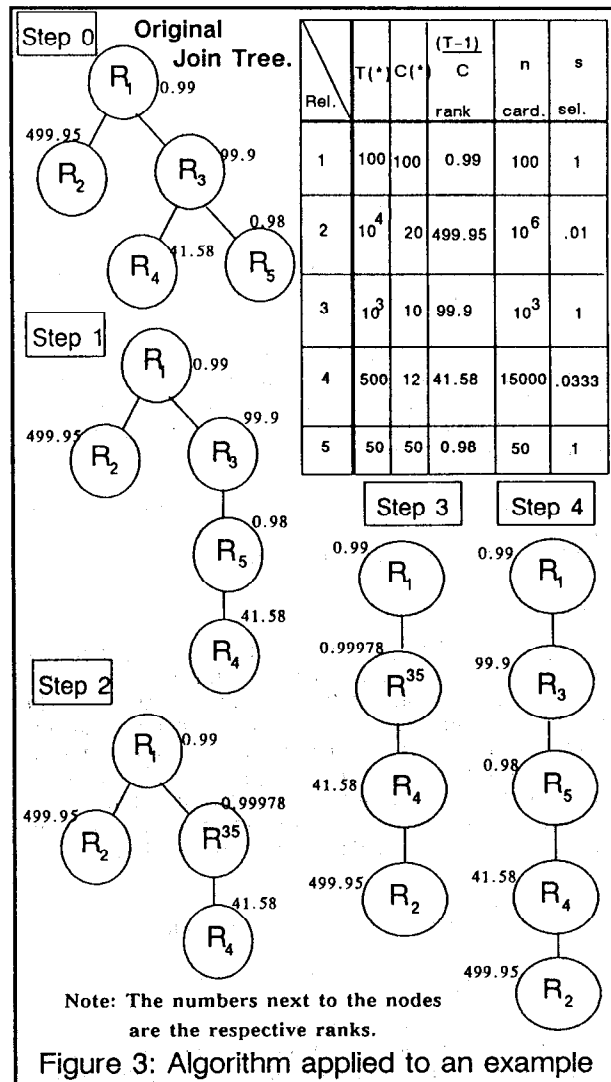 Step 0
Original
Join Tree.
R1 0.99
499.95 R2
R3 99.9
R4 41.58
0.98 R5
Rel. T(*) C(*) (T-1) C rank n card. s sel.
1 100 100 0.99 100 1
2 10^4 20 499.95 10^6 .01
3 10^3 10 99.9 10^3 1
4 500 12 41.58 15000 .0333
5 50 50 0.98 50 1
Step 1
R1 0.99
499.95 R2
99.9 R3
0.98 R5
41.58 R4
Step 2
R1 0.99
499.95 R2
0.99978 R^35
41.58 R4
Step 3
0.99 R1
0.99978 R^35
41.58 R4
499.95 R2
Step 4
0.99 R1
99.9 R3
0.98 R5
41.58 R4
499.95 R2
Note: The numbers next to the nodes
are the respective ranks.
Figure 3: Algorithm applied to an example